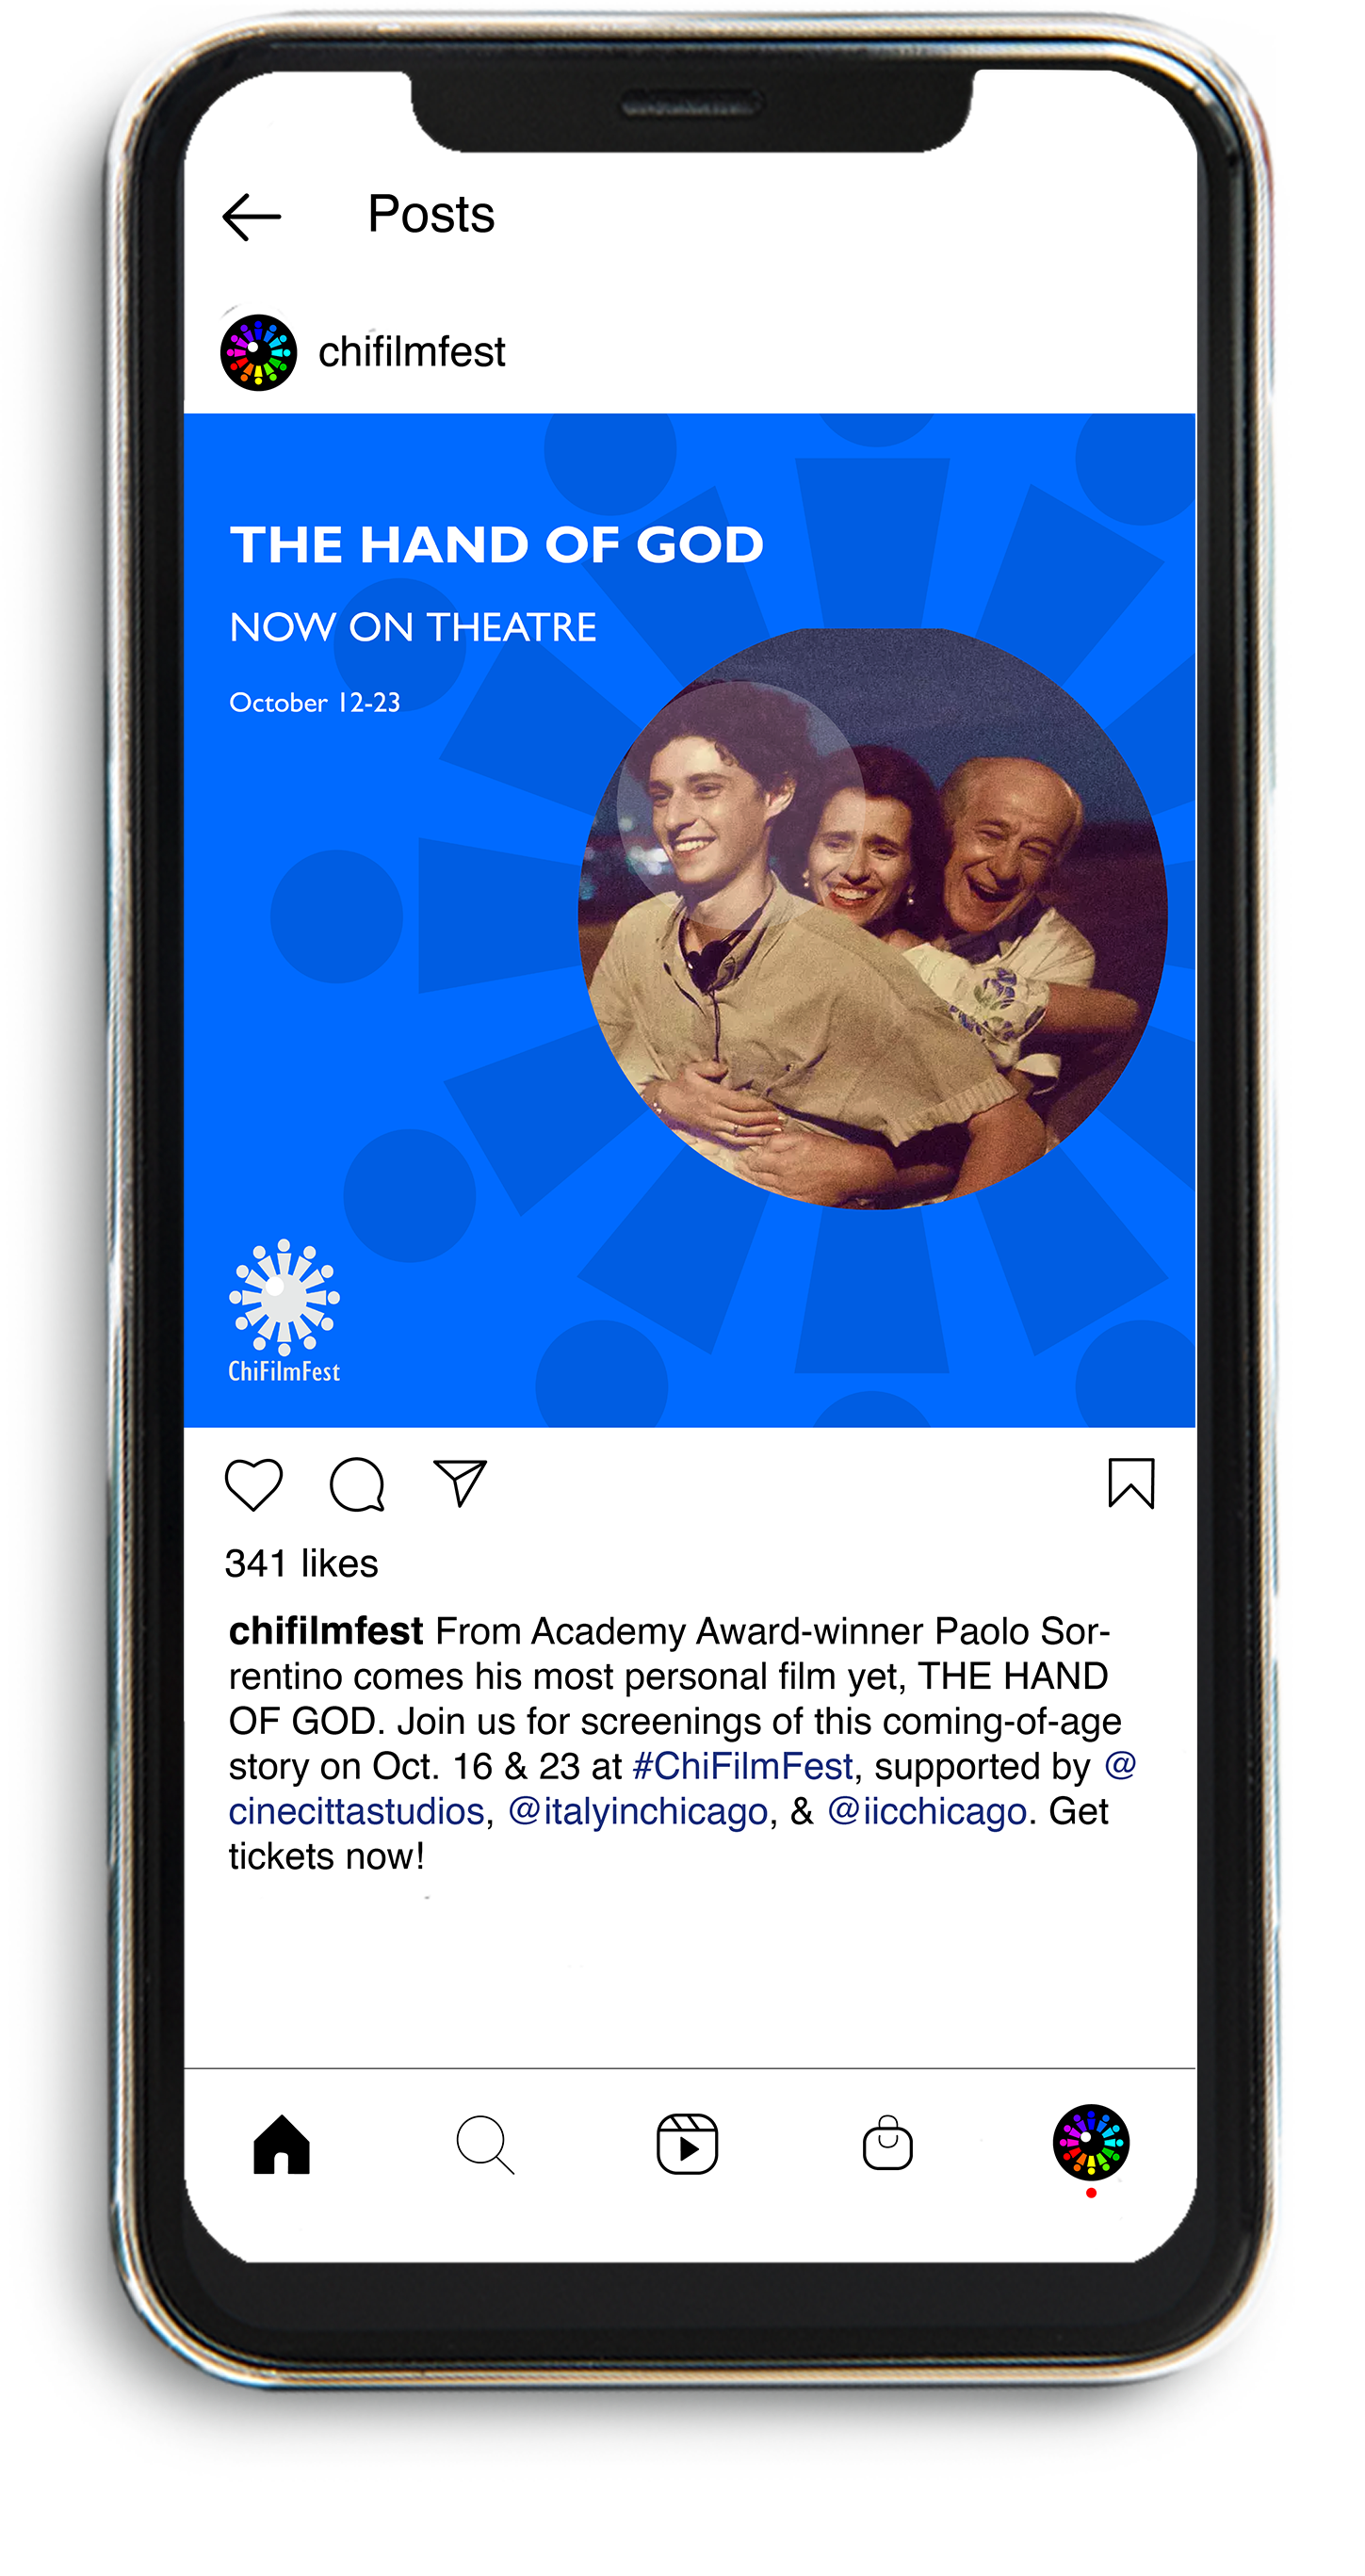 Posts
chifilmfest
THE HAND OF GOD
NOW ON THEATRE
October 12-23
ChiFilmFest
341 likes
chifilmfest From Academy Award-winner Paolo Sor-
rentino comes his most personal film yet, THE HAND
OF GOD. Join us for screenings of this coming-of-age
story on Oct. 16 & 23 at #ChiFilmFest, supported by @
cinecittastudios, @italyinchicago, & @iicchicago. Get
tickets now!